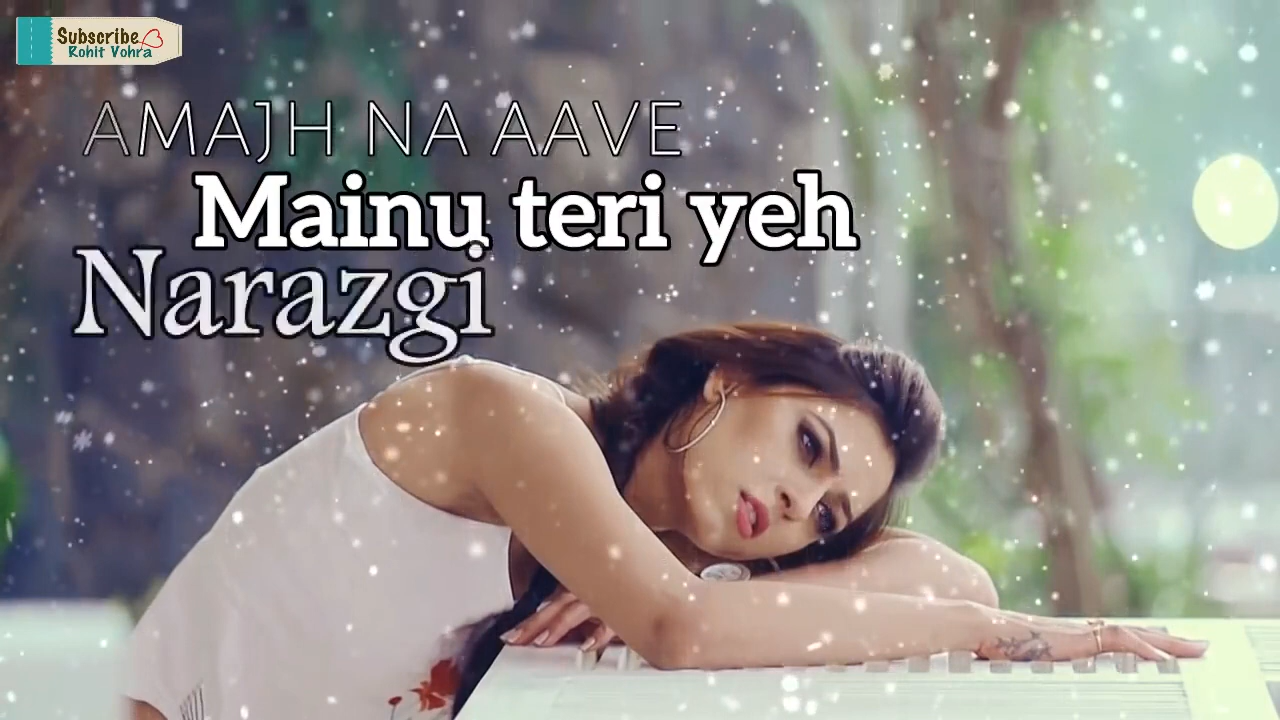 Subscribe
Rohit Vohra
AMAJH NA AAVE
Mainu teri yeh
Narazgi